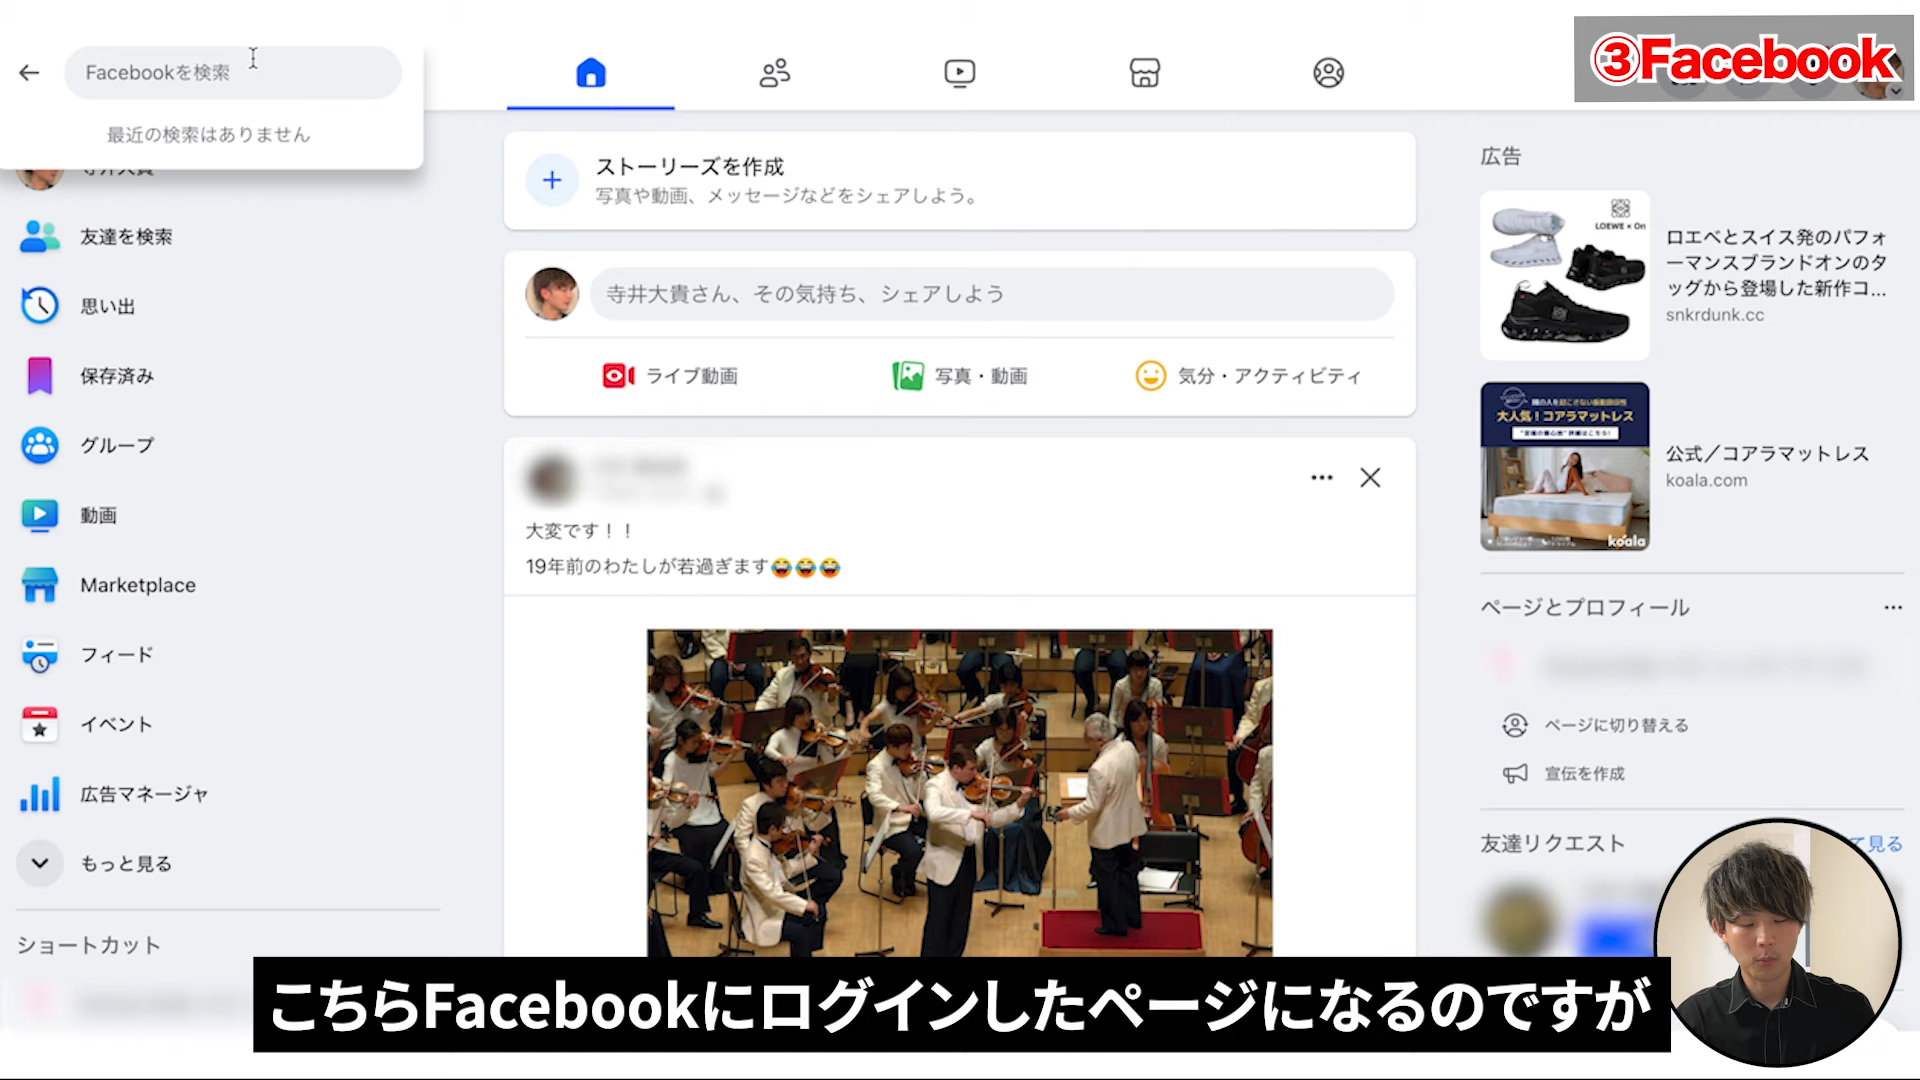 ③Facebook
Facebookを検索
最近の検索はありません
寺井大貴
友達を検索
思い出
保存済み
グループ
動画
Marketplace
フィード
イベント
広告マネージャ
もっと見る
ショートカット
ストーリーズを作成
写真や動画、メッセージなどをシェアしよう。
寺井大貴さん、その気持ち、シェアしよう
ライブ動画
写真・動画
気分・アクティビティ
大変です！！
19年前のわたしが若過ぎます😂😂😂
広告
LOEWE × On
ロエベとスイス発のパフォ
ーマンスブランドオンのタ
ッグから登場した新作コ...
snkrdunk.cc
大人気！コアラマットレス
koala
公式／コアラマットレス
koala.com
ページとプロフィール
ページに切り替える
宣伝を作成
友達リクエスト
て見る
こちらFacebookにログインしたページになるのですが